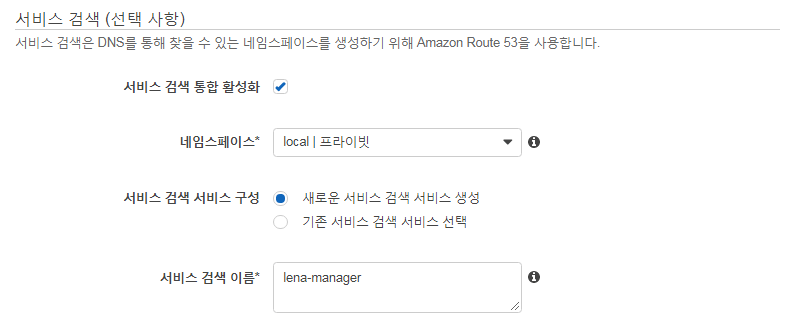 서비스 검색 (선택 사항)
서비스 검색은 DNS를 통해 찾을 수 있는 네임스페이스를 생성하기 위해 Amazon Route 53을 사용합니다.
서비스 검색 통합 활성화
네임스페이스* local | 프라이빗
서비스 검색 서비스 구성 새로운 서비스 검색 서비스 생성
기존 서비스 검색 서비스 선택
서비스 검색 이름* lena-manager